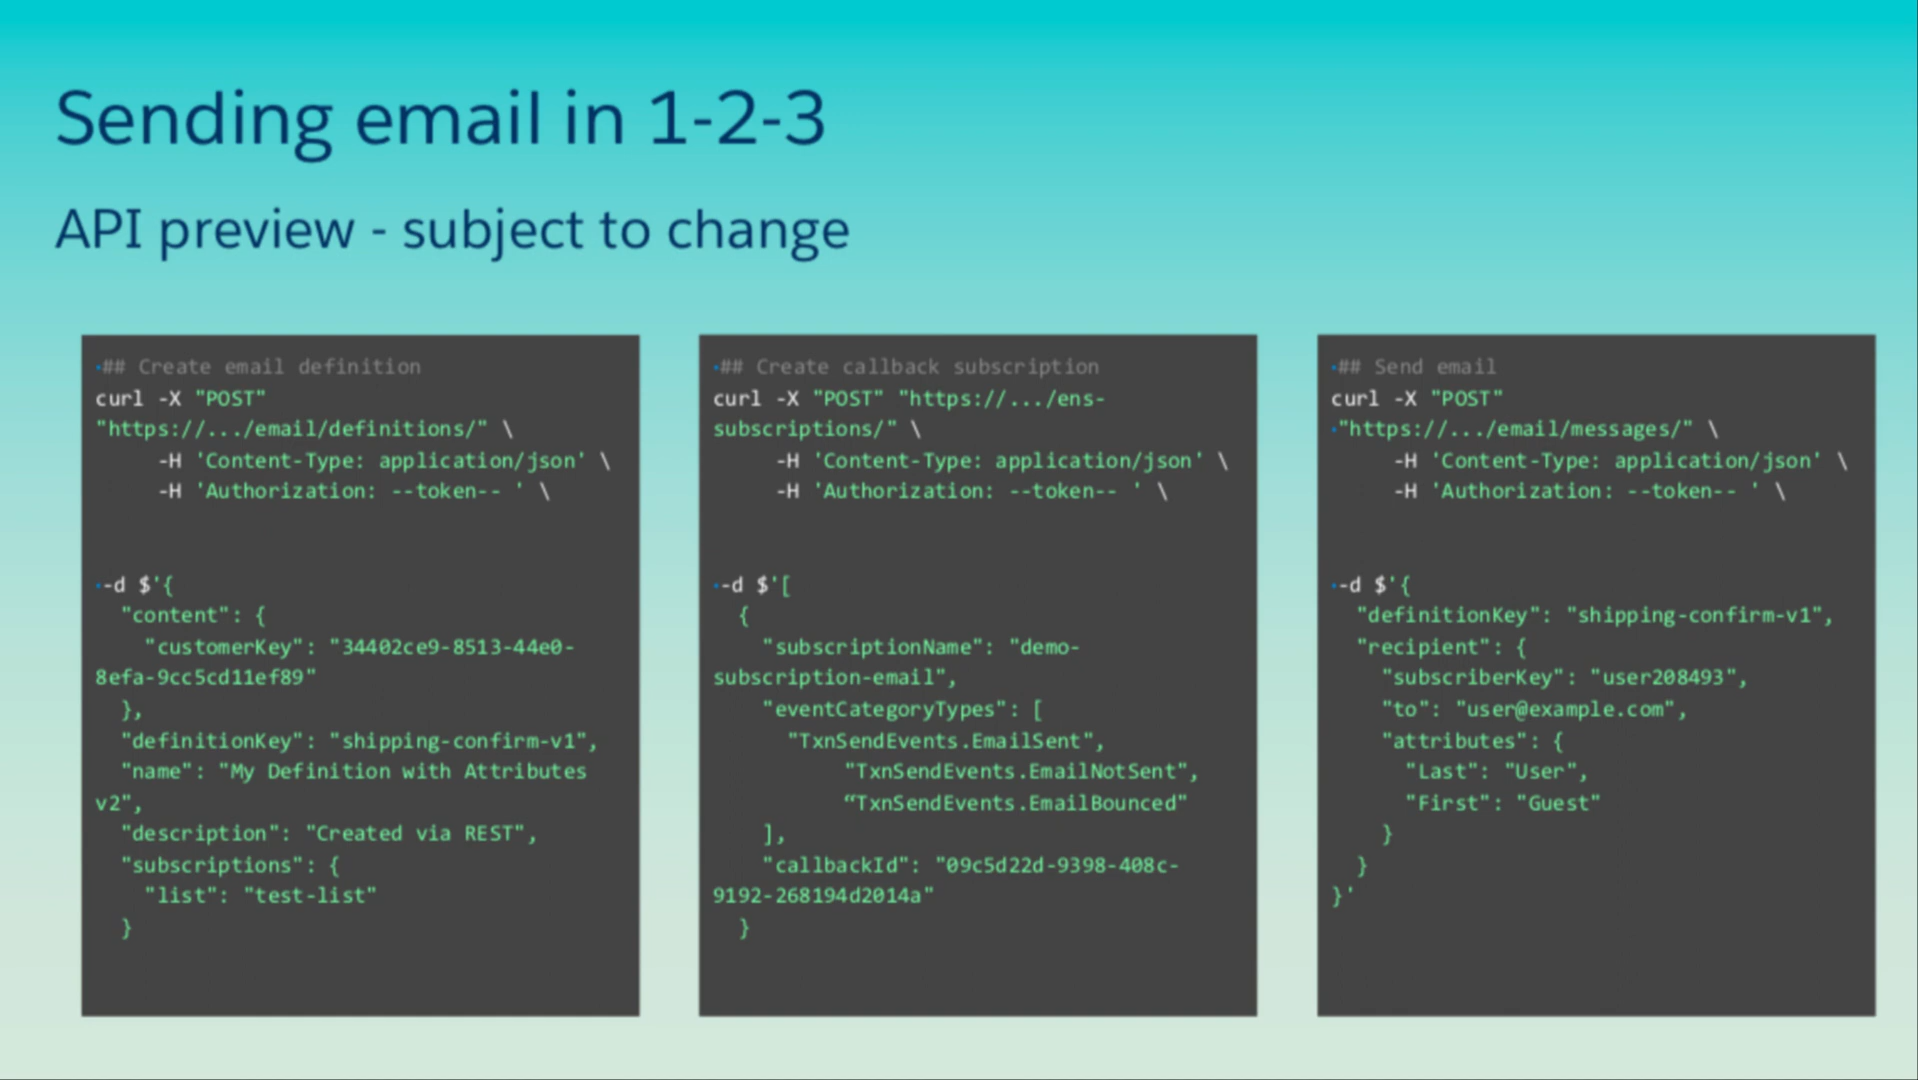 Sending email in 1-2-3
API preview - subject to change
## Create email definition
curl -X "POST"
"https://.../email/definitions/" \
-H 'Content-Type: application/json' \
-H 'Authorization: --token-- ' \
-d $'{
"content": {
"customerKey": "34402ce9-8513-44e0-
8efa-9cc5cd11ef89"
},
"definitionKey": "shipping-confirm-v1",
"name": "My Definition with Attributes
v2",
"description": "Created via REST",
"subscriptions": {
"list": "test-list"
}
## Create callback subscription
curl -X "POST" "https://.../ens-
subscriptions/" \
-H 'Content-Type: application/json' \
-H 'Authorization: --token-- ' \
-d $'[
{
"subscriptionName": "demo-
subscription-email",
"eventCategoryTypes": [
"TxnSendEvents.EmailSent",
"TxnSendEvents.EmailNotSent",
“TxnSendEvents.EmailBounced"
],
"callbackId": "09c5d22d-9398-408c-
9192-268194d2014a"
}
## Send email
curl -X "POST"
"https://.../email/messages/" \
-H 'Content-Type: application/json' \
-H 'Authorization: --token-- ' \
-d $'{
"definitionKey": "shipping-confirm-v1",
"recipient": {
"subscriberKey": "user208493",
"to": "user@example.com",
"attributes": {
"Last": "User",
"First": "Guest"
}
}
}'